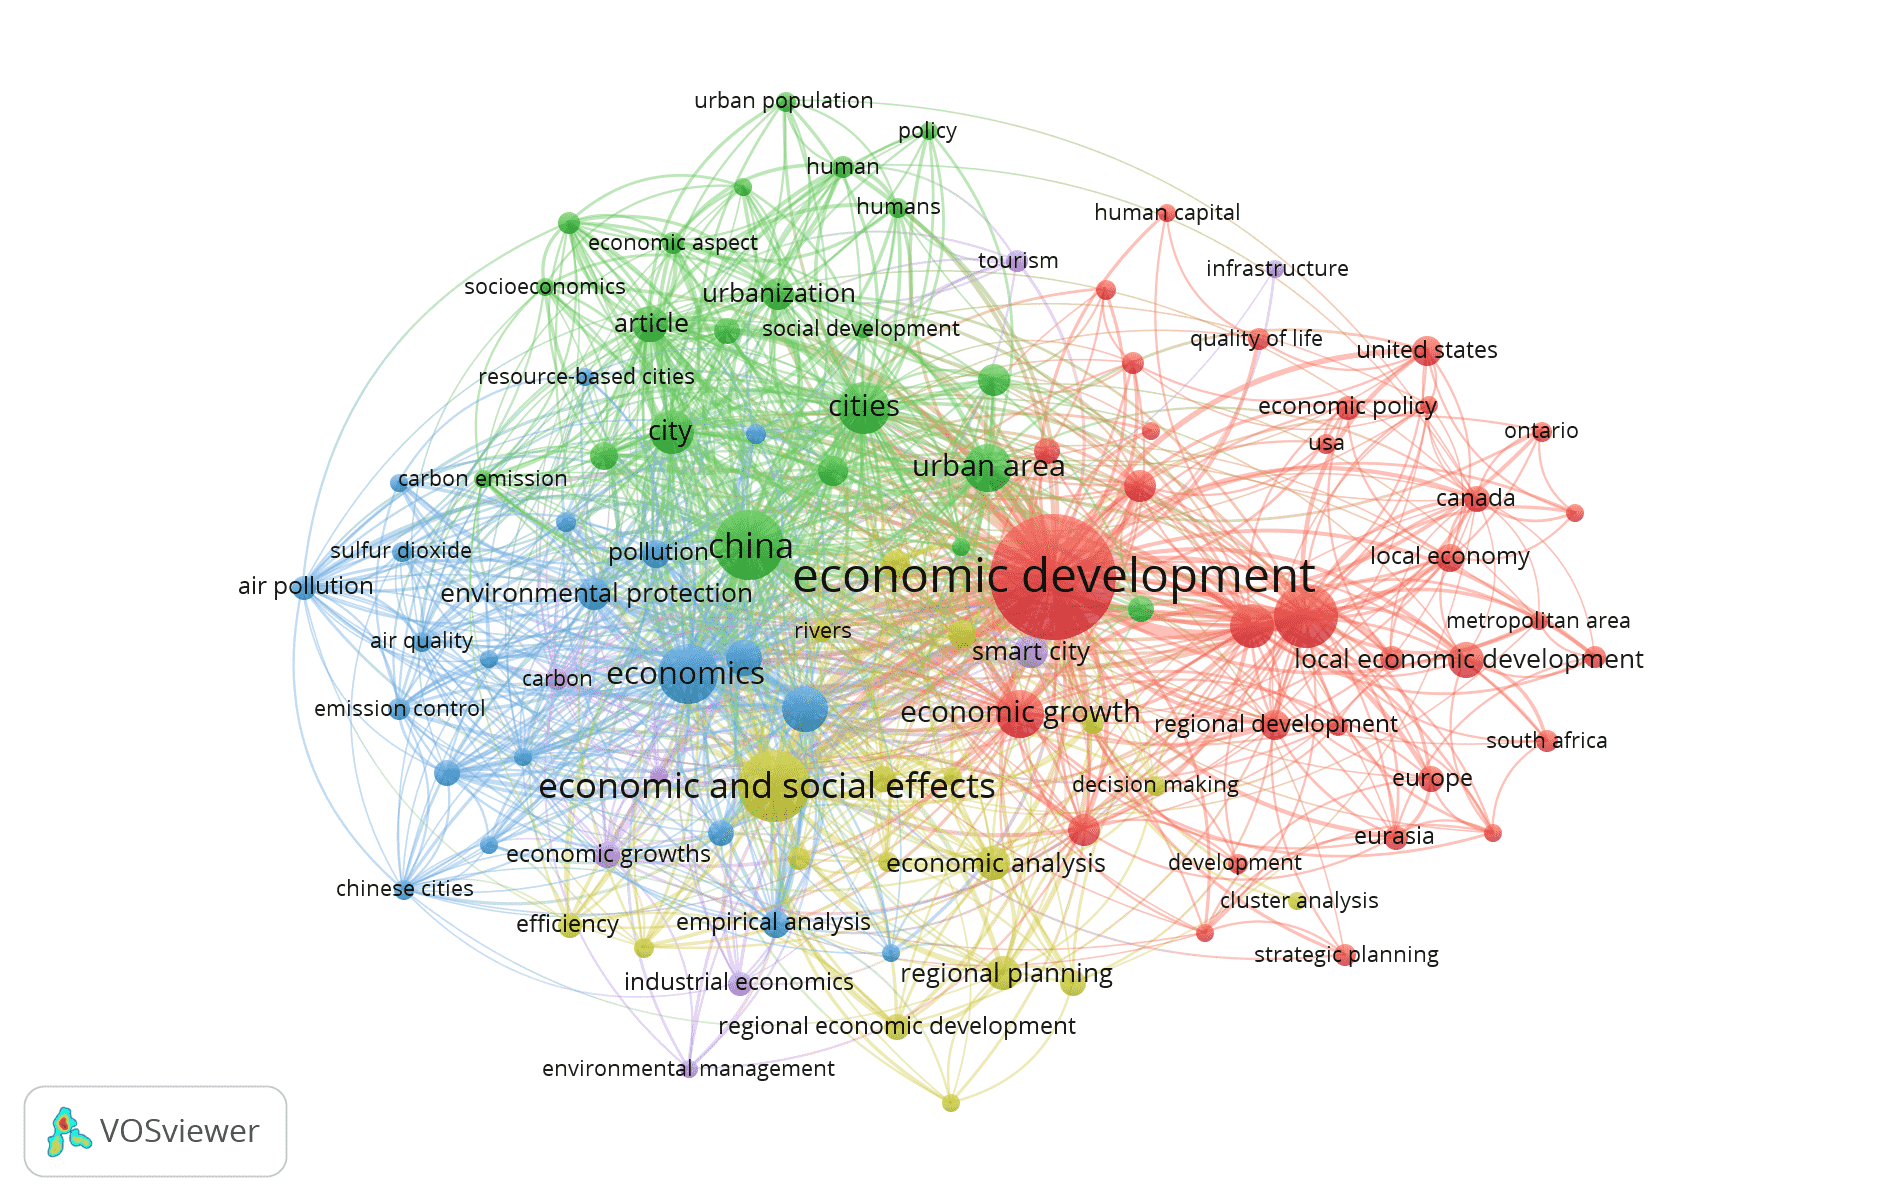 urban population
policy
human
humans
human capital
economic aspect
tourism
infrastructure
socioeconomics
urbanization
article
social development
quality of life
united states
resource-based cities
cities
economic policy
city
ontario
usa
urban area
carbon emission
canada
china
sulfur dioxide
pollution
local economy
economic development
air pollution
environmental protection
metropolitan area
rivers
air quality
smart city
local economic development
carbon
economics
emission control
economic growth
regional development
south africa
economic and social effects
decision making
europe
eurasia
economic growths
economic analysis
development
chinese cities
cluster analysis
efficiency
empirical analysis
strategic planning
industrial economics
regional planning
regional economic development
environmental management
VOSviewer